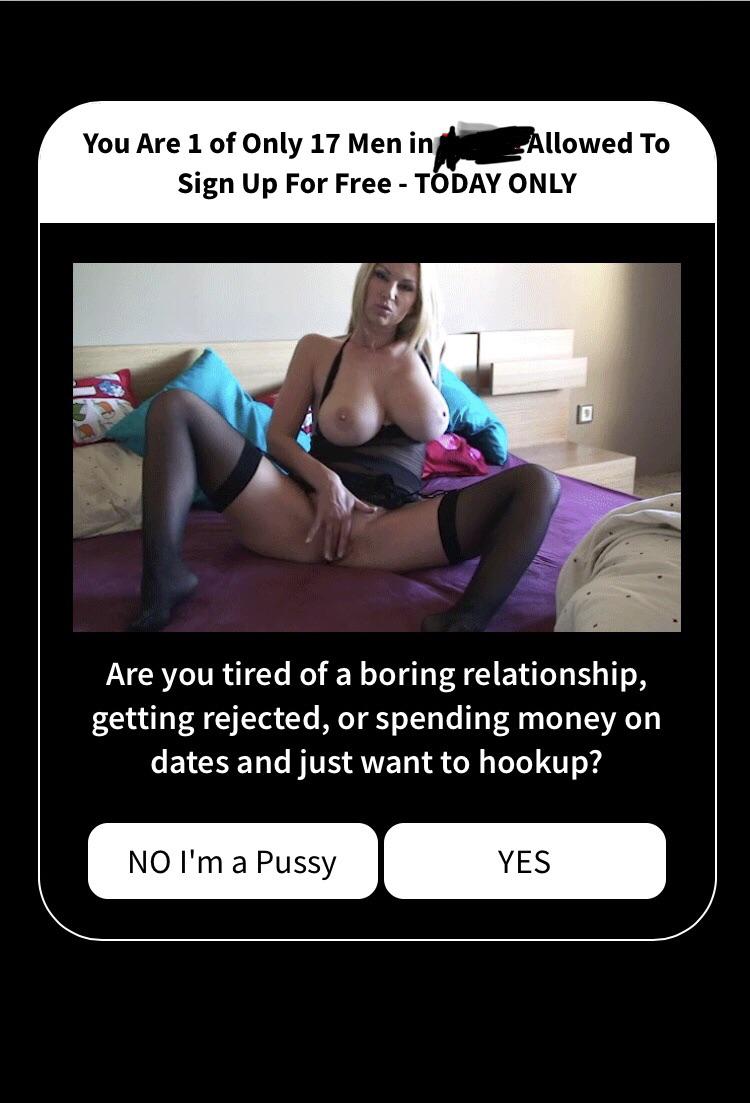 You Are 1 of Only 17 Men in Allowed To
Sign Up For Free - TODAY ONLY
Are you tired of a boring relationship,
getting rejected, or spending money on
dates and just want to hookup?
NO I'm a Pussy
YES